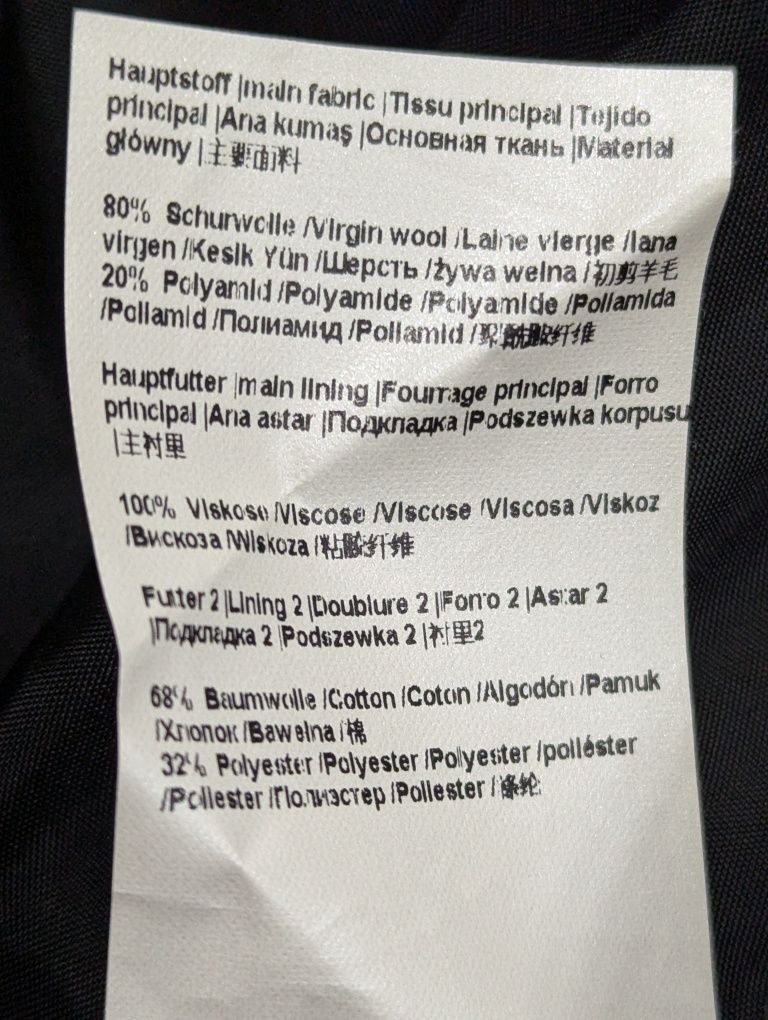 Hauptstoff |main fabric |Tissu principal |Tejido
principal |Ana kumaş |Основная ткань |Materiał
główny |主要面料
80% Schurwolle /Virgin wool /Laine vierge /lana
virgen /Kesik Yün /Шерсть /żywa wełna /初剪羊毛
20% Polyamid /Polyamide /Polyamide /Poliamida
/Poliamid /Полиамид /Poliamid /聚酰胺纤维
Hauptfutter |main lining |Fourrage principal |Forro
principal |Ana astar |Подкладка |Podszewka korpusu
|主衬里
100% Viskose /Viscose /Viscose /Viscosa /Viskoz
/Вискоза /Wiskoza /粘胶纤维
Futter 2 |Lining 2 |Doublure 2 |Forro 2 |Astar 2
|Подкладка 2 |Podszewka 2 |衬里2
68% Baumwolle /Cotton /Coton /Algodón /Pamuk
/Хлопок /Bawełna /棉
32% Polyester /Polyester /Polyester /poliéster
/Poliester /Полиэстер /Poliester /涤纶